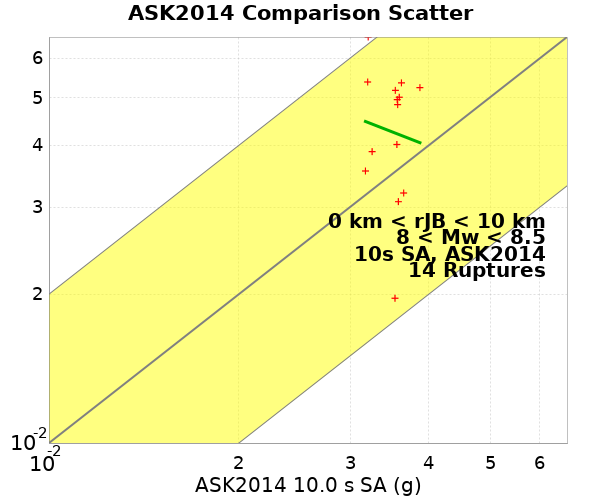 ASK2014 Comparison Scatter
6
5
4
3
2
10-2
0 km < rJB < 10 km
8 < Mw < 8.5
10s SA, ASK2014
14 Ruptures
10-2
2
3
4
5
6
ASK2014 10.0 s SA (g)